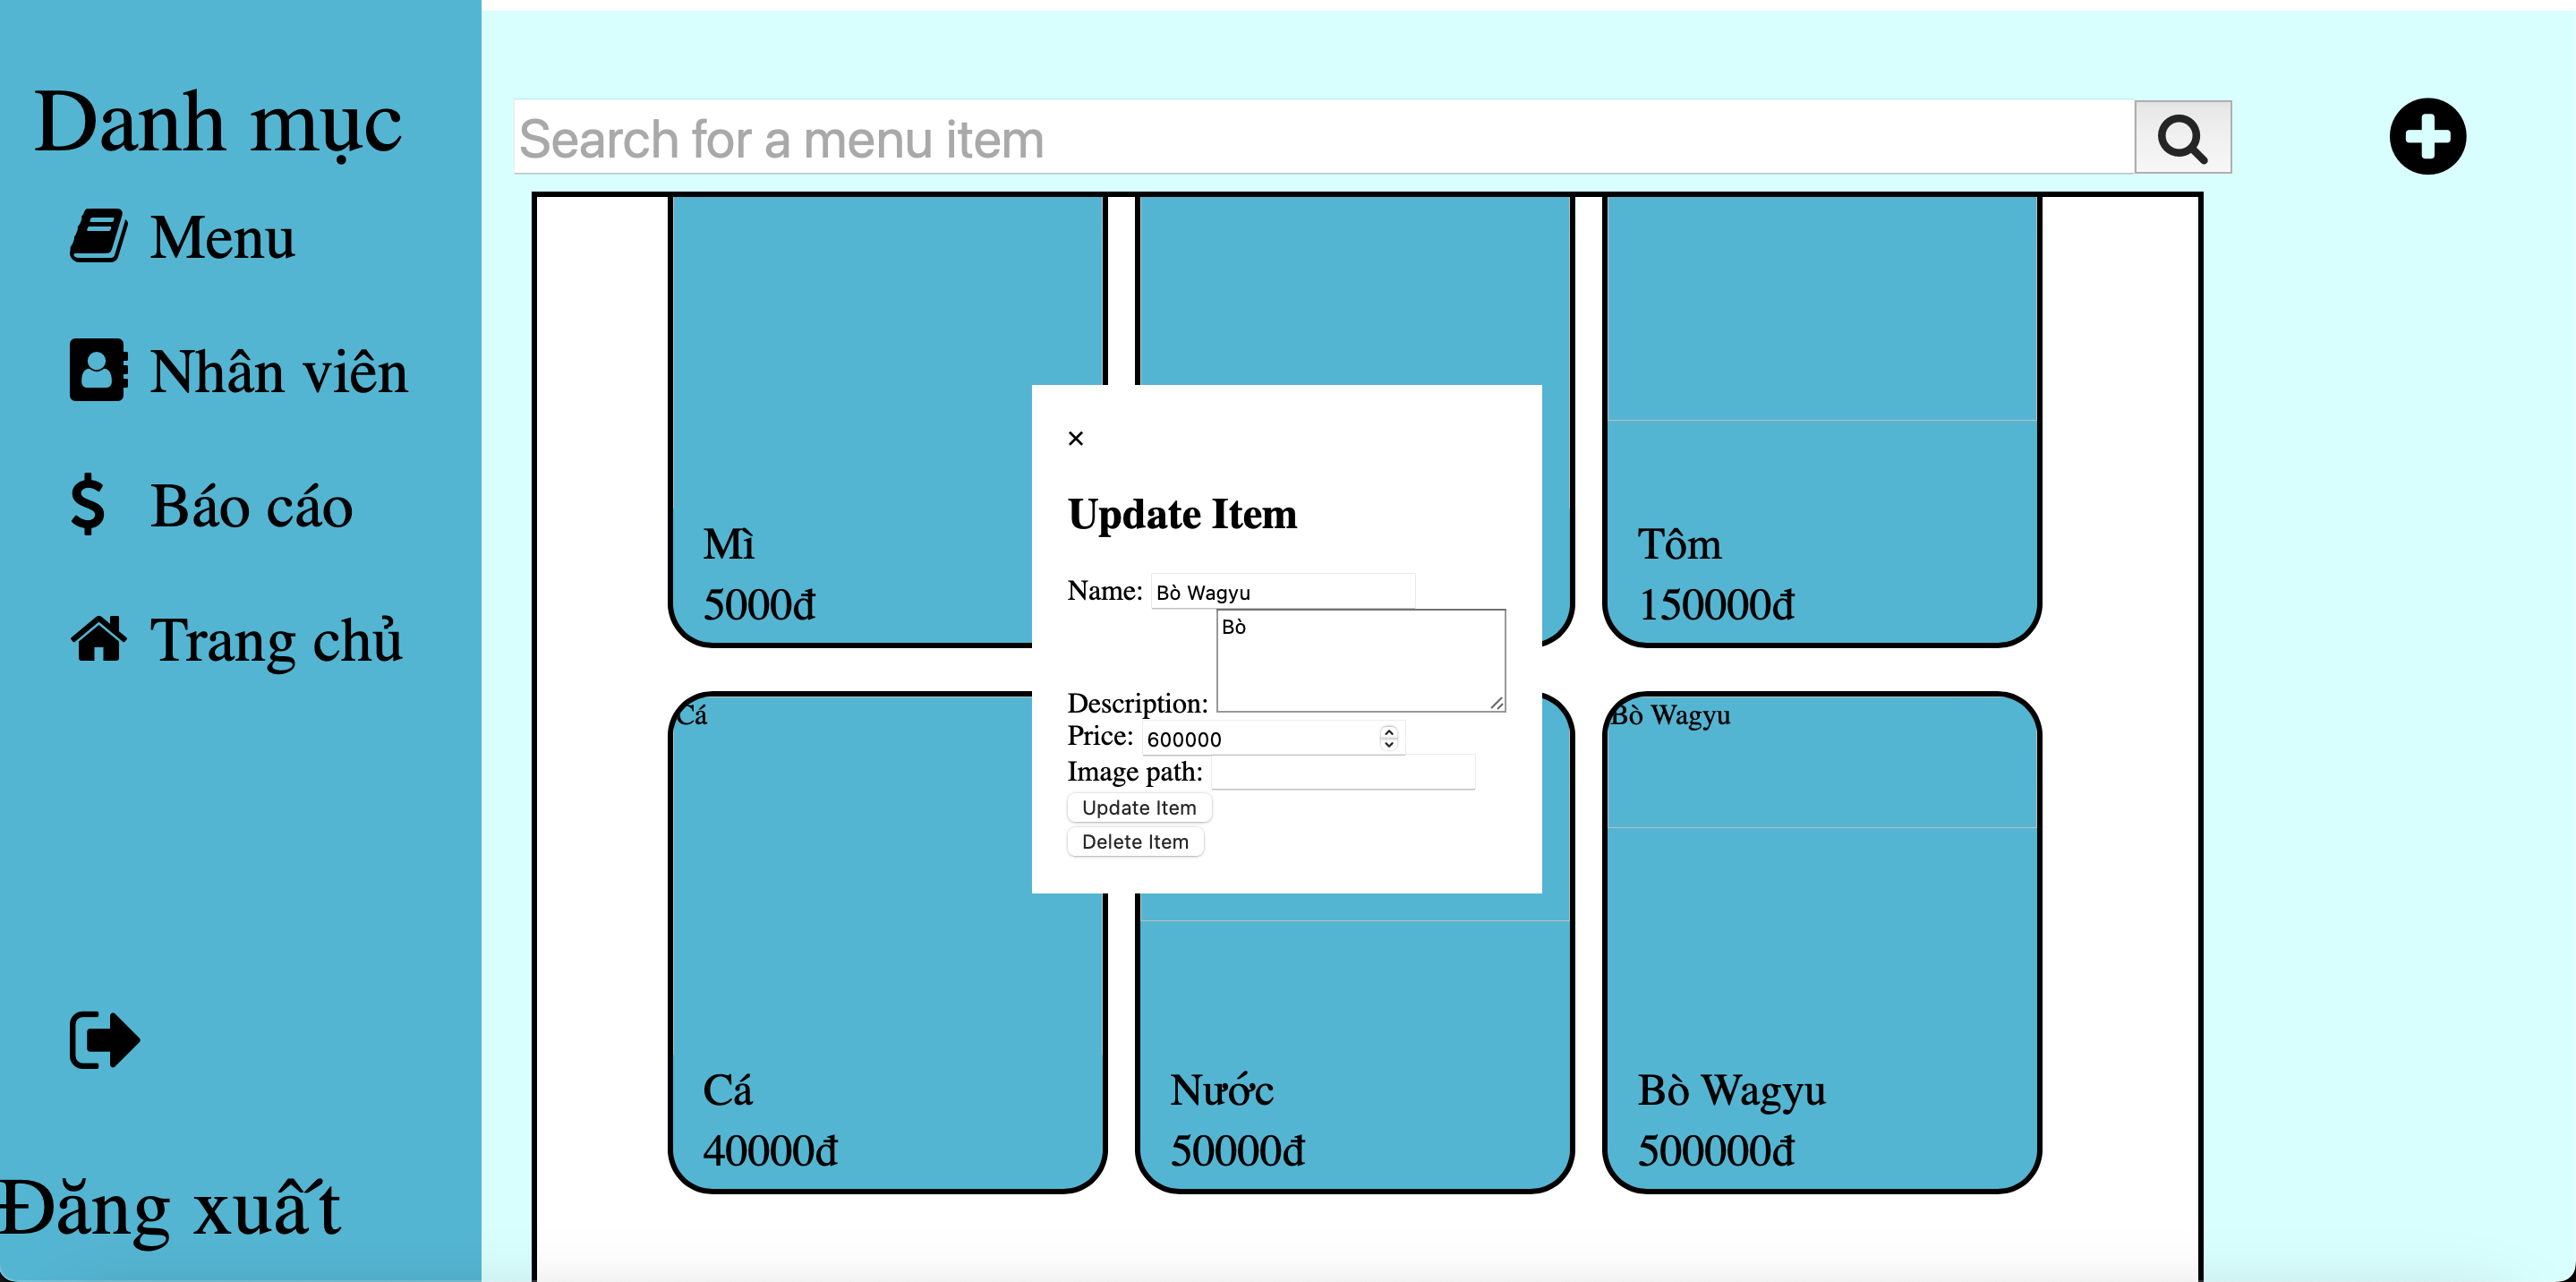 Danh mục
Menu
Nhân viên
Báo cáo
Trang chủ
Đăng xuất
Search for a menu item
Mì
5000đ
Tôm
150000đ
×
Update Item
Name: Bò Wagyu
Description: Bò
Price: 600000
Image path:
Update Item
Delete Item
Cá
Cá
40000đ
Nước
50000đ
Bò Wagyu
Bò Wagyu
500000đ